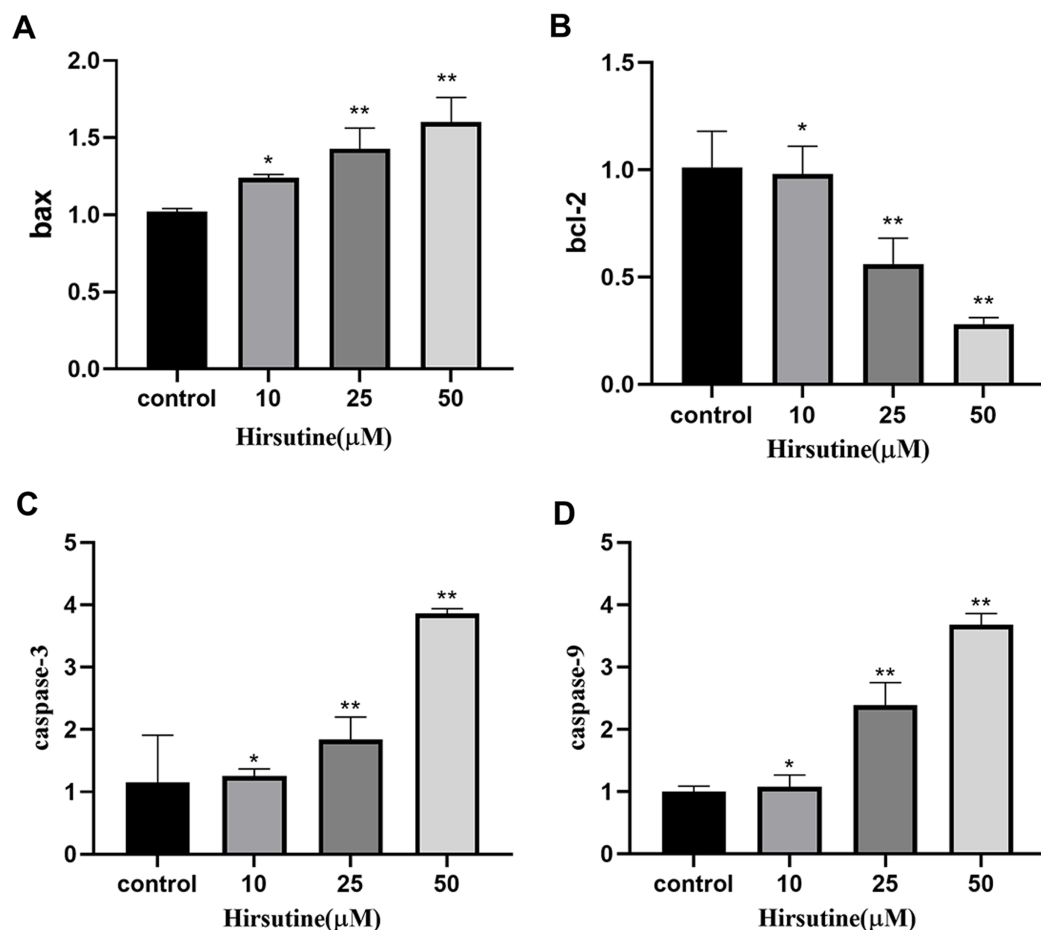 A
bax
2.0
1.5
1.0
0.5
0.0
*
**
**
control 10 25 50
Hirsutine(μM)
B
bcl-2
1.5
1.0
0.5
0.0
*
**
**
control 10 25 50
Hirsutine(μM)
C
caspase-3
5
4
3
2
1
0
*
**
**
control 10 25 50
Hirsutine(μM)
D
caspase-9
5
4
3
2
1
0
*
**
**
control 10 25 50
Hirsutine(μM)